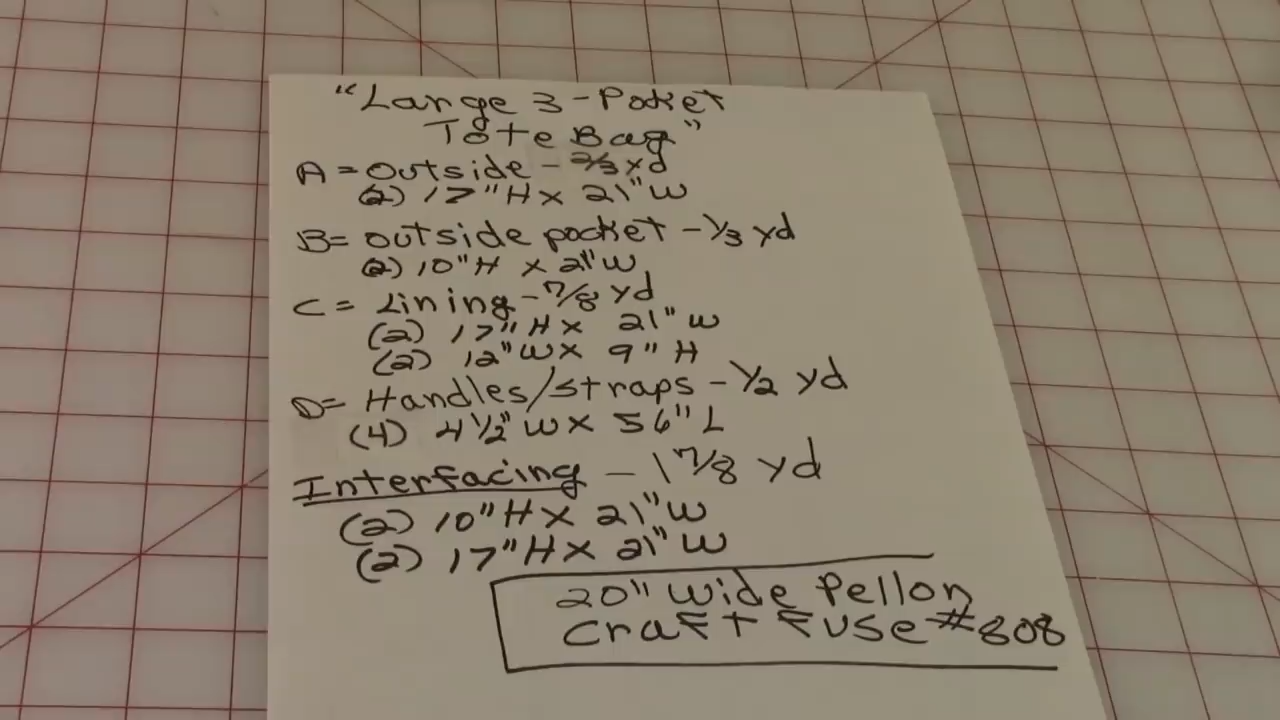 "Large 3-Pocket
Tote Bag"
A = Outside - 2/3 yd
(2) 17"H x 21"W
B= outside pocket - 1/3 yd
(2) 10"H x 21"W
C = Lining - 7/8 yd
(2) 17"H x 21"W
(2) 12"W x 9"H
D= Handles/straps - 1/2 yd
(4) 4 1/2"W x 56"L
Interfacing - 1 7/8 yd
(2) 10"H x 21"W
(2) 17"H x 21"W
20" wide Pellon
Craft Fuse #808